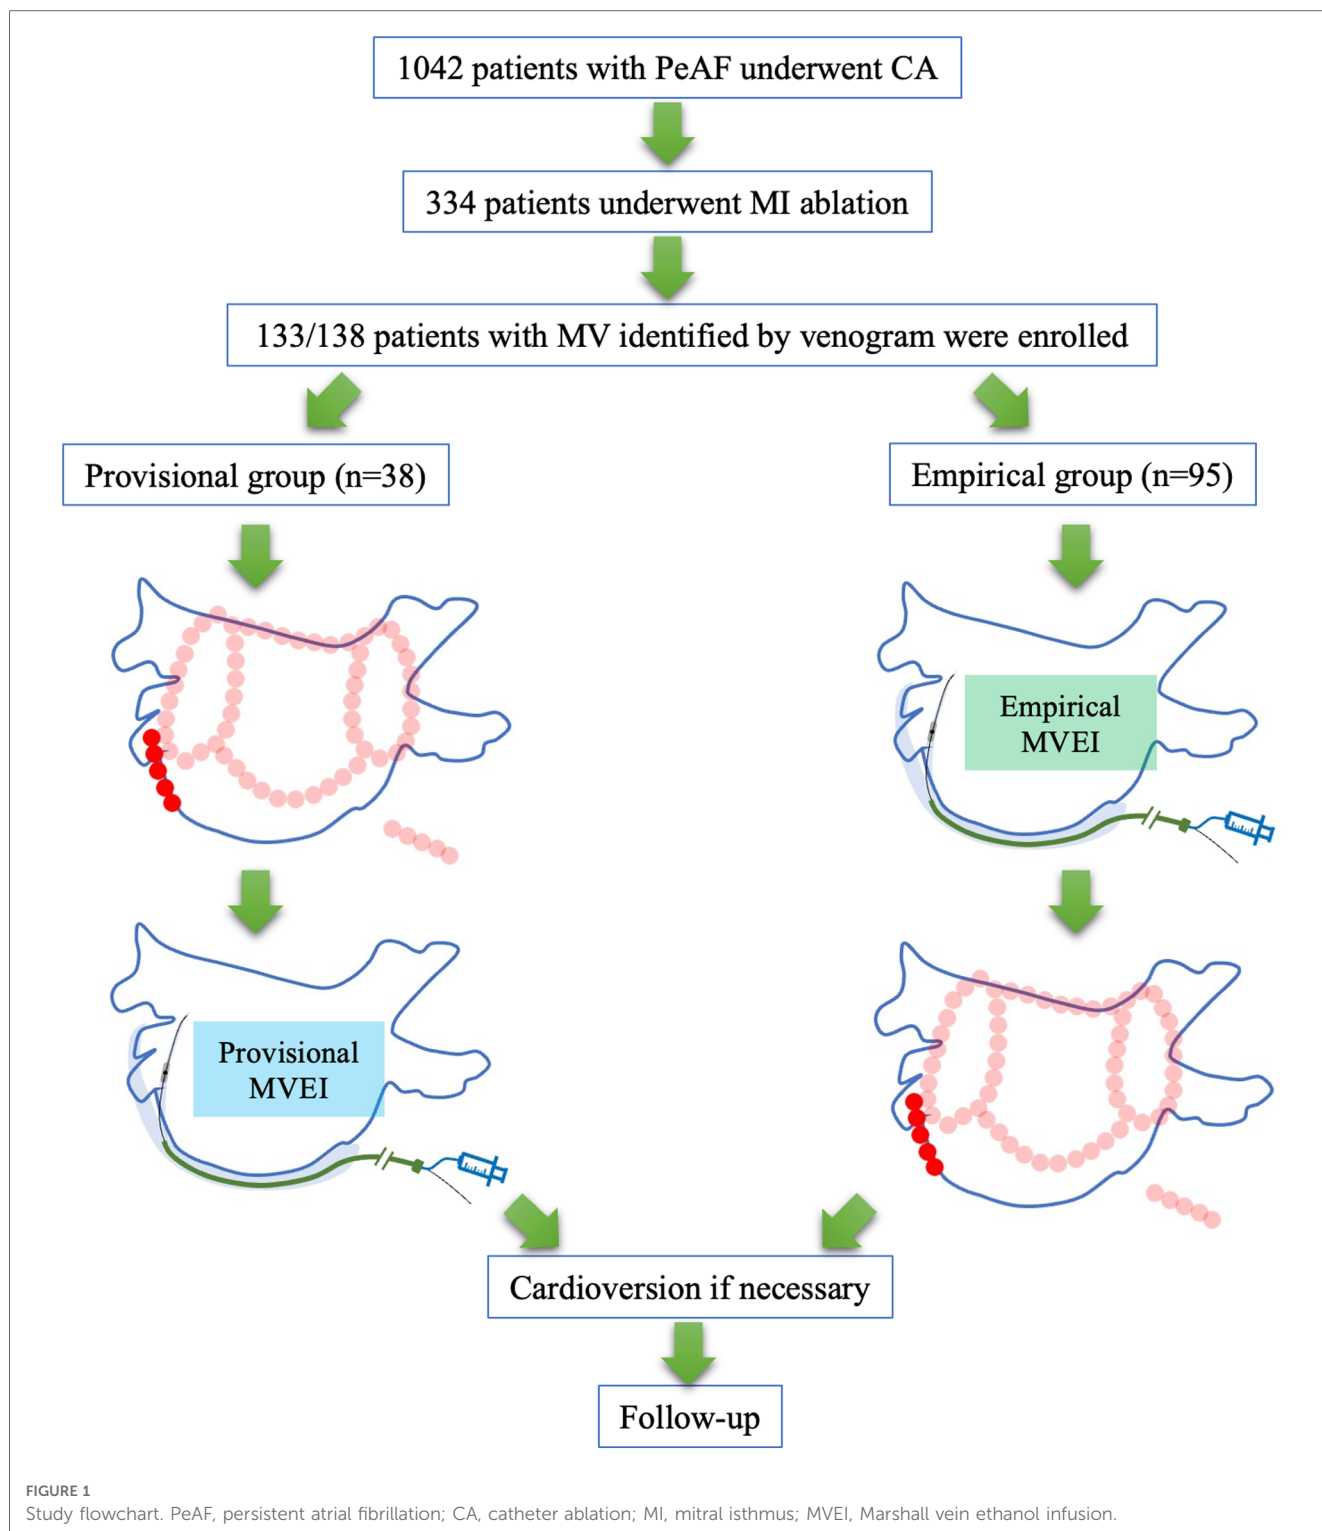 1042 patients with PeAF underwent CA
334 patients underwent MI ablation
133/138 patients with MV identified by venogram were enrolled
Provisional group (n=38)
Empirical group (n=95)
Empirical
MVEI
Provisional
MVEI
Cardioversion if necessary
Follow-up
FIGURE 1
Study flowchart. PeAF, persistent atrial fibrillation; CA, catheter ablation; MI, mitral isthmus; MVEI, Marshall vein ethanol infusion.